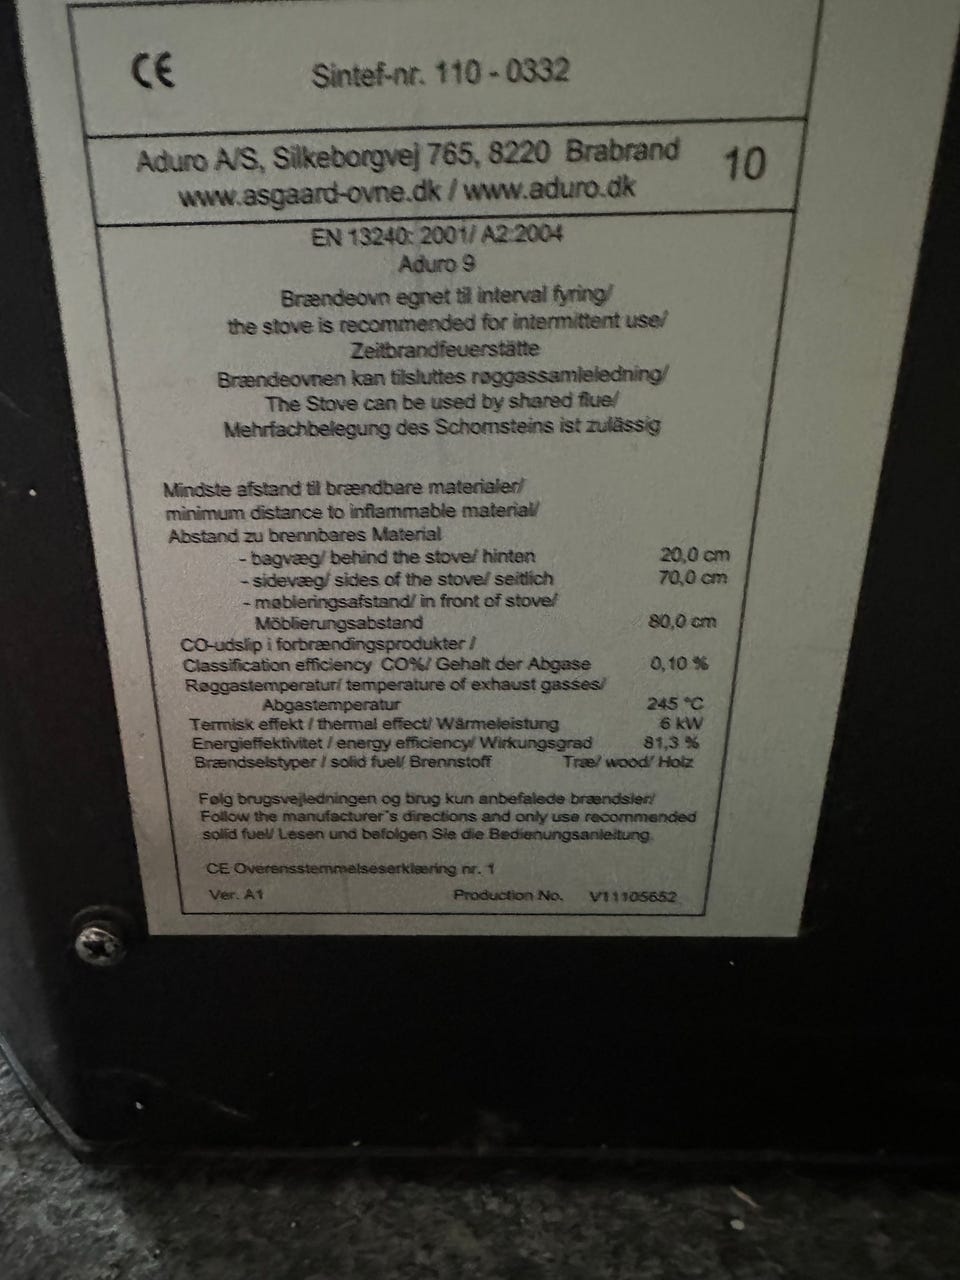 CE Sintef-nr. 110 - 0332
Aduro A/S, Silkeborgvej 765, 8220 Brabrand 10
www.asgaard-ovne.dk / www.aduro.dk
EN 13240: 2001/ A2:2004
Aduro 9
Brændeovn egnet til interval fyring/
the stove is recommended for intermittent use/
Zeitbrandfeuerstätte
Brændeovnen kan tilsluttes røggassamleledning/
The Stove can be used by shared flue/
Mehrfachbelegung des Schornsteins ist zulässig
Mindste afstand til brændbare materialer/
minimum distance to inflammable material/
Abstand zu brennbares Material
- bagvæg/ behind the stove/ hinten 20,0 cm
- sidevæg/ sides of the stove/ seitlich 70,0 cm
- møbleringsafstand/ in front of stove/
Möblierungsabstand 80,0 cm
CO-udslip i forbrændingsprodukter /
Classification efficiency CO%/ Gehalt der Abgase 0,10 %
Røggastemperatur/ temperature of exhaust gasses/
Abgastemperatur 245 °C
Termisk effekt / thermal effect/ Wärmeleistung 6 kW
Energieffektivitet / energy efficiency/ Wirkungsgrad 81,3 %
Brændselstyper / solid fuel/ Brennstoff Træ/ wood/ Holz
Følg brugsvejledningen og brug kun anbefalede brændsler/
Follow the manufacturer´s directions and only use recommended
solid fuel/ Lesen und befolgen Sie die Bedienungsanleitung.
CE Overensstemmelseserklæring nr. 1
Ver. A1 Production No. V11105652